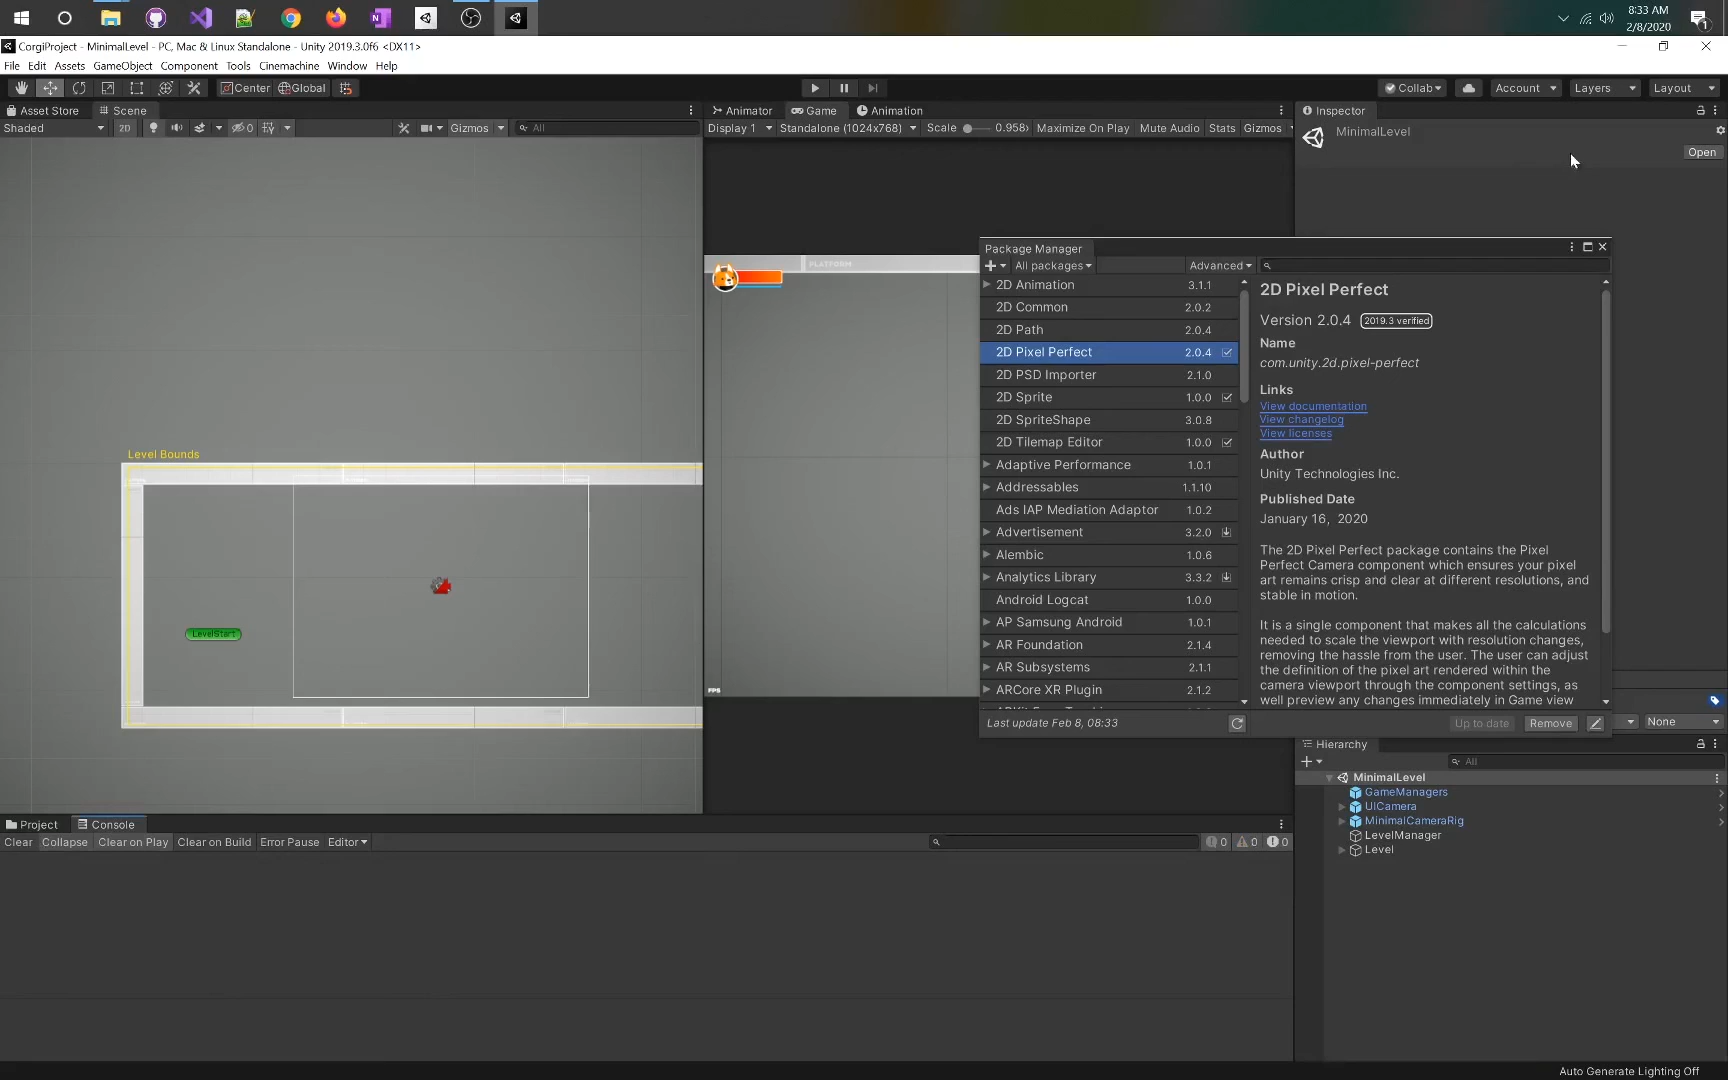 8:33 AM
2/8/2020
CorgiProject - MinimalLevel - PC, Mac & Linux Standalone - Unity 2019.3.0f6 <DX11>
File Edit Assets GameObject Component Tools Cinemachine Window Help
Center Global
Collab Account Layers Layout
Asset Store Scene
Shaded 2D 0 Gizmos All
Animator Game Animation
Display 1 Standalone (1024x768) Scale 0.958x Maximize On Play Mute Audio Stats Gizmos
Inspector
MinimalLevel
Open
Level Bounds
LevelStart
PLATFORM
FPS
Package Manager
All packages Advanced
2D Animation 3.1.1
2D Common 2.0.2
2D Path 2.0.4
2D Pixel Perfect 2.0.4
2D PSD Importer 2.1.0
2D Sprite 1.0.0
2D SpriteShape 3.0.8
2D Tilemap Editor 1.0.0
Adaptive Performance 1.0.1
Addressables 1.1.10
Ads IAP Mediation Adaptor 1.0.2
Advertisement 3.2.0
Alembic 1.0.6
Analytics Library 3.3.2
Android Logcat 1.0.0
AP Samsung Android 1.0.1
AR Foundation 2.1.4
AR Subsystems 2.1.1
ARCore XR Plugin 2.1.2
Last update Feb 8, 08:33
2D Pixel Perfect
Version 2.0.4 2019.3 verified
Name
com.unity.2d.pixel-perfect
Links
View documentation
View changelog
View licenses
Author
Unity Technologies Inc.
Published Date
January 16, 2020
The 2D Pixel Perfect package contains the Pixel
Perfect Camera component which ensures your pixel
art remains crisp and clear at different resolutions, and
stable in motion.
It is a single component that makes all the calculations
needed to scale the viewport with resolution changes,
removing the hassle from the user. The user can adjust
the definition of the pixel art rendered within the
camera viewport through the component settings, as
well preview any changes immediately in Game view
Up to date Remove
None
Hierarchy
All
MinimalLevel
GameManagers
UICamera
MinimalCameraRig
LevelManager
Level
Project Console
Clear Collapse Clear on Play Clear on Build Error Pause Editor
0 0 0
Auto Generate Lighting Off